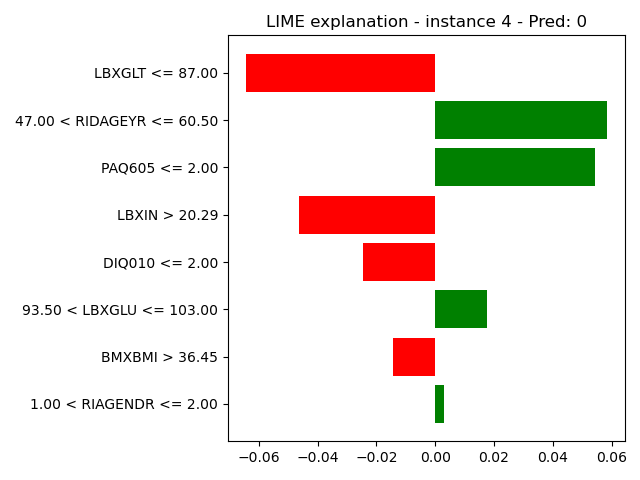 LIME explanation - instance 4 - Pred: 0
LBXGLT <= 87.00
47.00 < RIDAGEYR <= 60.50
PAQ605 <= 2.00
LBXIN > 20.29
DIQ010 <= 2.00
93.50 < LBXGLU <= 103.00
BMXBMI > 36.45
1.00 < RIAGENDR <= 2.00
−0.06 −0.04 −0.02 0.00 0.02 0.04 0.06